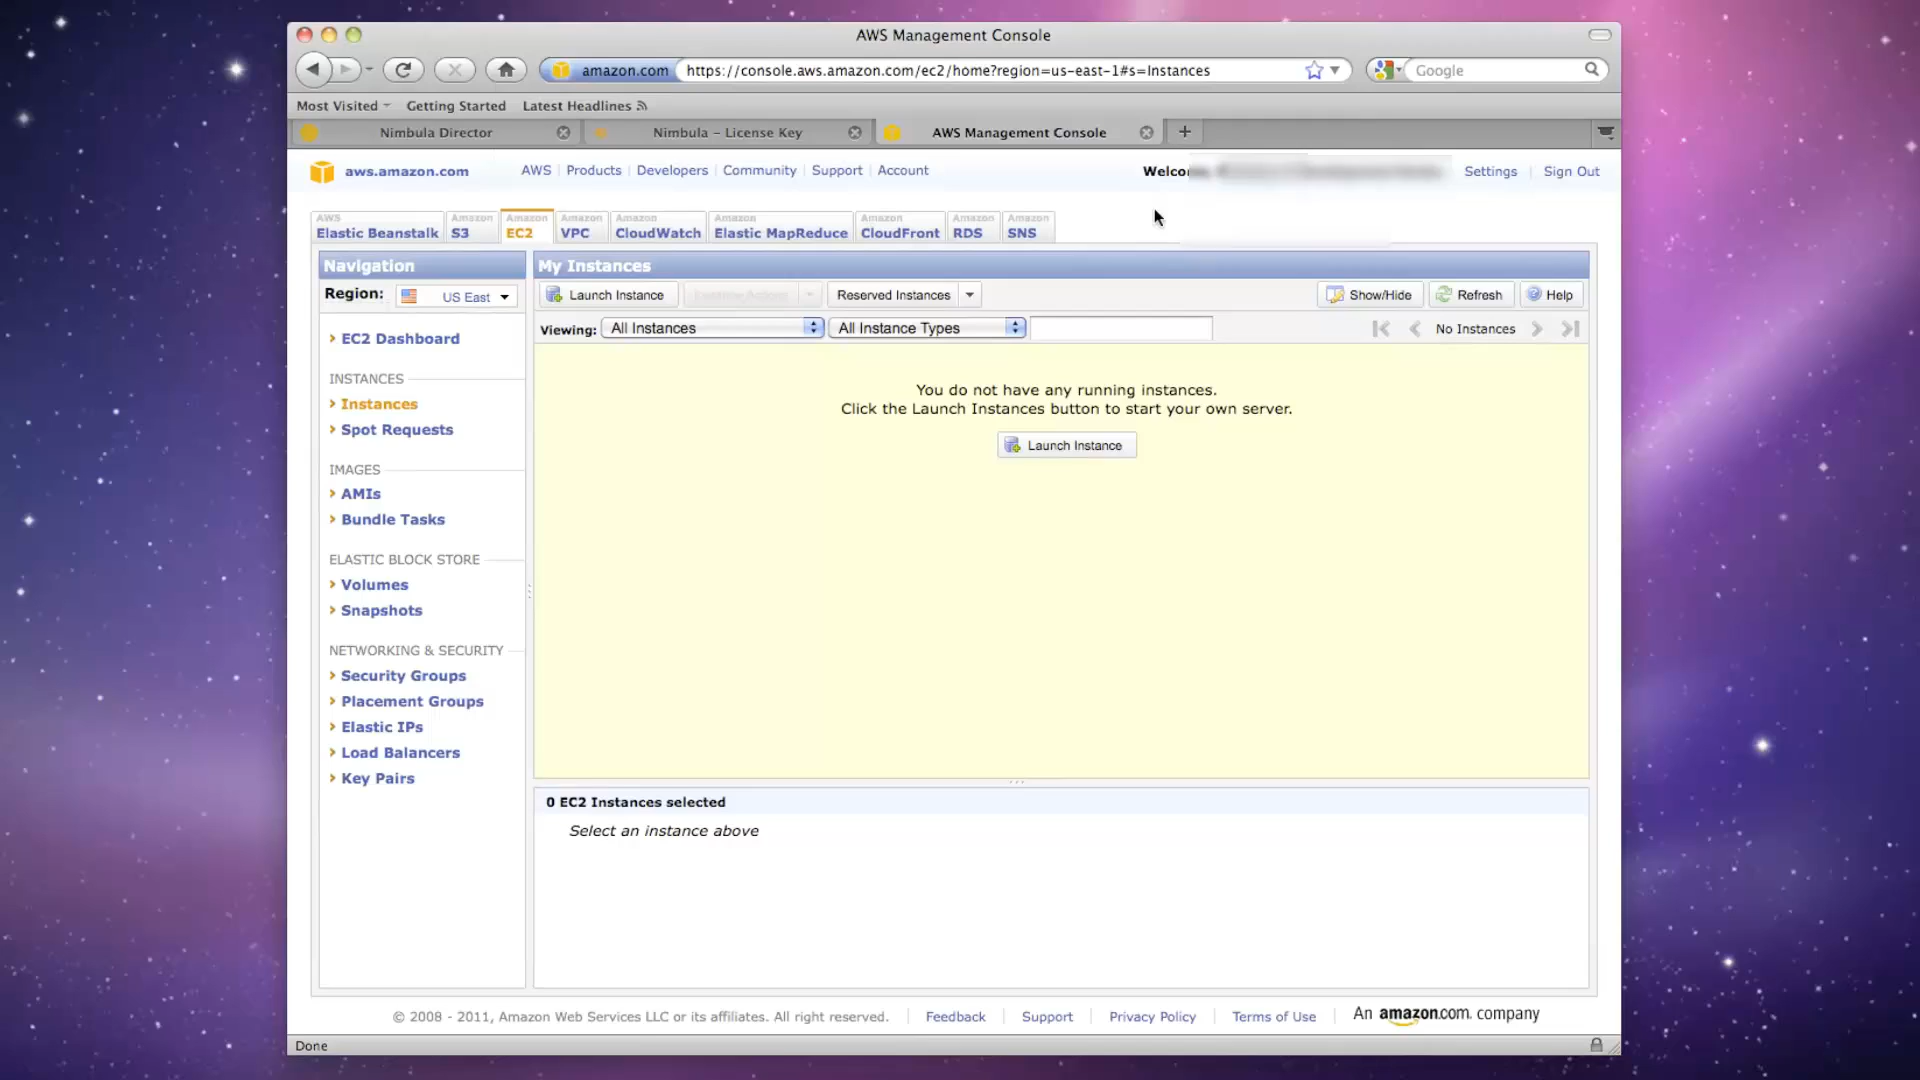 AWS Management Console
amazon.com https://console.aws.amazon.com/ec2/home?region=us-east-1#s=Instances Google
Most Visited Getting Started Latest Headlines
Nimbula Director Nimbula – License Key AWS Management Console
aws.amazon.com AWS Products Developers Community Support Account Settings Sign Out
AWS Elastic Beanstalk
Amazon S3
Amazon EC2
Amazon VPC
Amazon CloudWatch
Amazon Elastic MapReduce
Amazon CloudFront
Amazon RDS
Amazon SNS
Navigation
Region: US East
EC2 Dashboard
INSTANCES
Instances
Spot Requests
IMAGES
AMIs
Bundle Tasks
ELASTIC BLOCK STORE
Volumes
Snapshots
NETWORKING & SECURITY
Security Groups
Placement Groups
Elastic IPs
Load Balancers
Key Pairs
My Instances
Launch Instance Reserved Instances Show/Hide Refresh Help
Viewing: All Instances All Instance Types No Instances
You do not have any running instances.
Click the Launch Instances button to start your own server.
Launch Instance
0 EC2 Instances selected
Select an instance above
© 2008 - 2011, Amazon Web Services LLC or its affiliates. All right reserved. Feedback Support Privacy Policy Terms of Use An amazon.com. company
Done